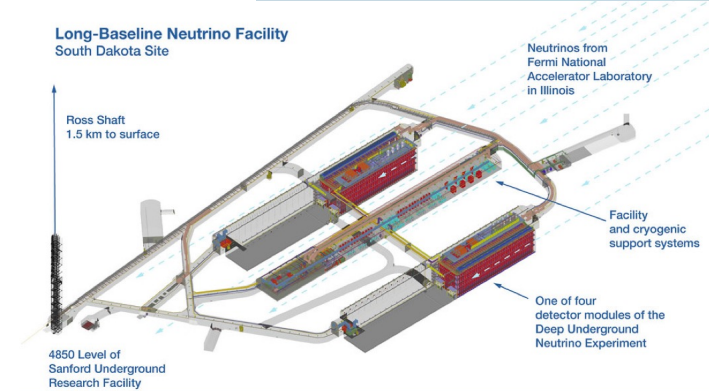 Long-Baseline Neutrino Facility
South Dakota Site
Neutrinos from
Fermi National
Accelerator Laboratory
in Illinois
Ross Shaft
1.5 km to surface
Facility
and cryogenic
support systems
One of four
detector modules of the
Deep Underground
Neutrino Experiment
4850 Level of
Sanford Underground
Research Facility